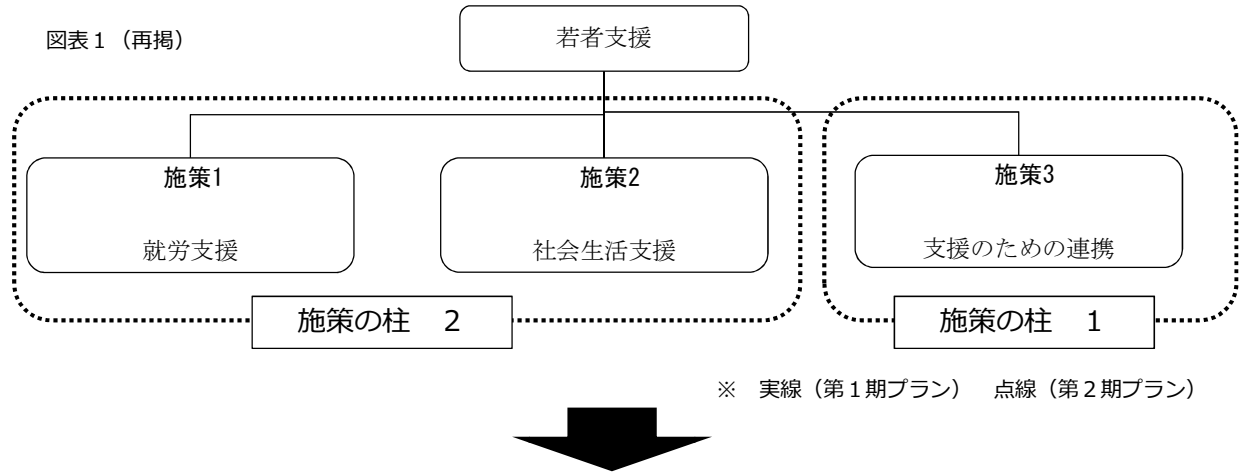 図表１（再掲）
若者支援
施策1
就労支援
施策2
社会生活支援
施策3
支援のための連携
施策の柱　２
施策の柱　１
※　実線（第１期プラン）　点線（第２期プラン）